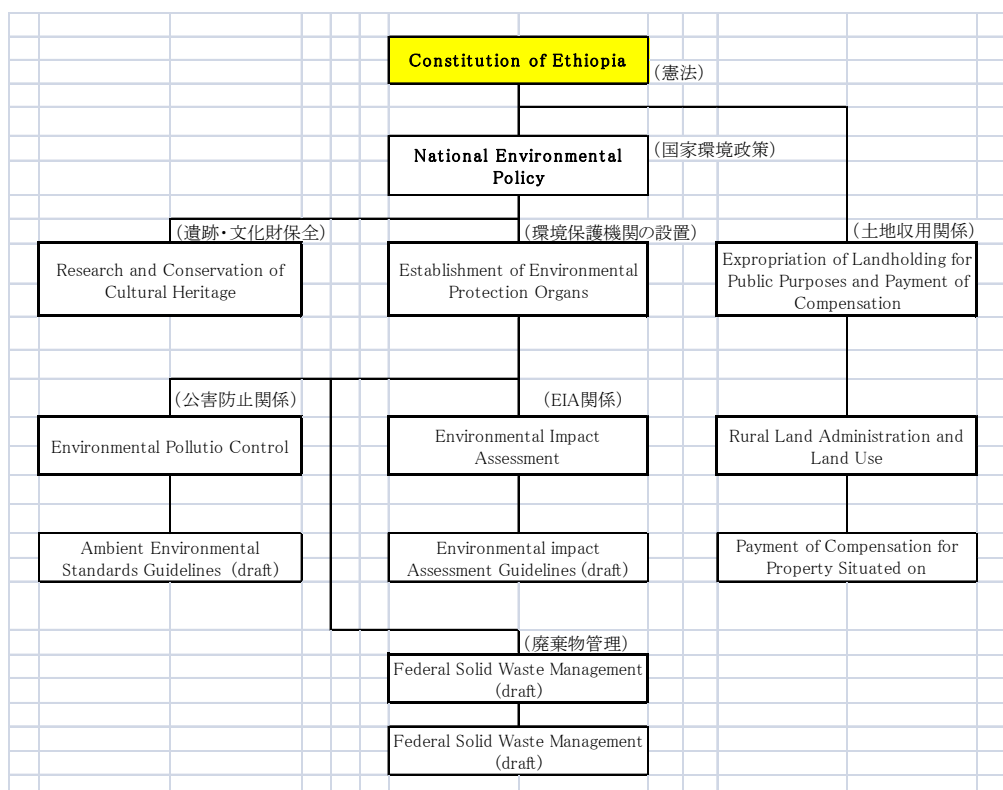 Constitution of Ethiopia
（憲法）
National Environmental
Policy
（国家環境政策）
（遺跡・文化財保全）
（環境保護機関の設置）
（土地収用関係）
Research and Conservation of
Cultural Heritage
Establishment of Environmental
Protection Organs
Expropriation of Landholding for
Public Purposes and Payment of
Compensation
（公害防止関係）
（EIA関係）
Environmental Pollutio Control
Environmental Impact
Assessment
Rural Land Administration and
Land Use
Ambient Environmental
Standards Guidelines（draft）
Environmental impact
Assessment Guidelines（draft）
Payment of Compensation for
Property Situated on
（廃棄物管理）
Federal Solid Waste Management
（draft）
Federal Solid Waste Management
（draft）